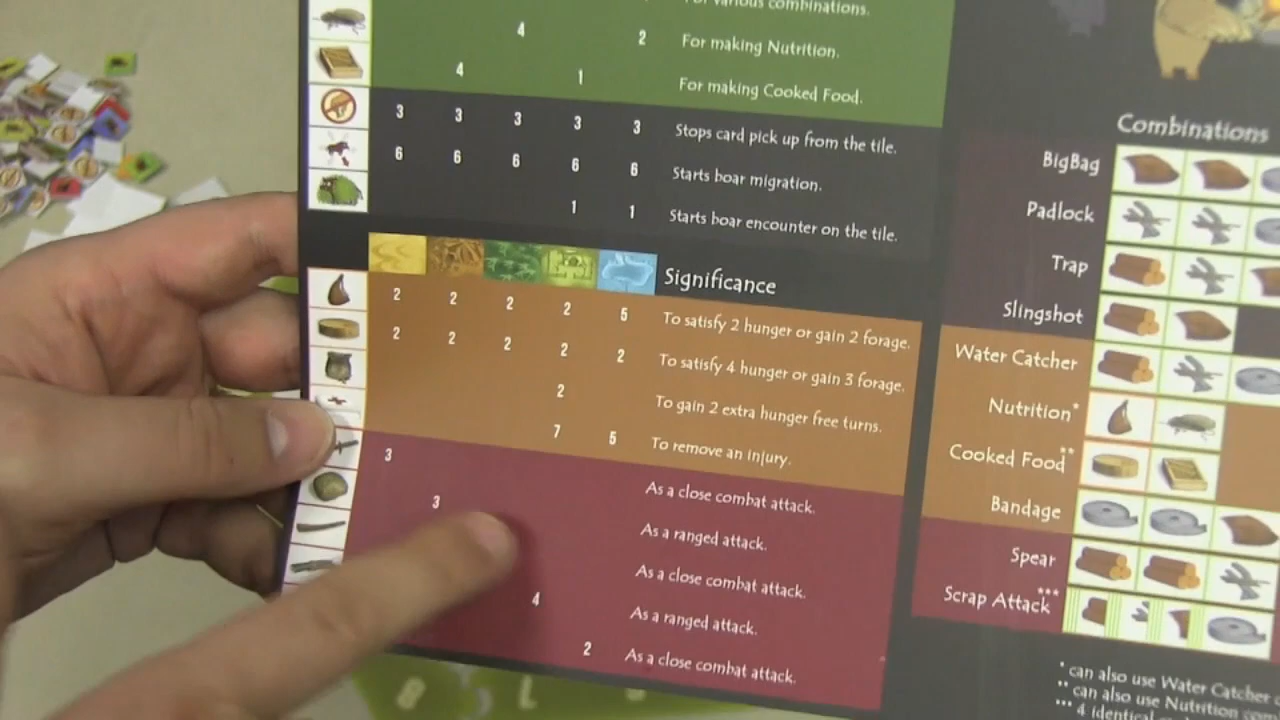 For various combinations.
4 2 For making Nutrition.
4 1 For making Cooked Food.
3 3 3 3 3 Stops card pick up from the tile.
6 6 6 6 6 Starts boar migration.
1 1 Starts boar encounter on the tile.
Significance
2 2 2 2 5 To satisfy 2 hunger or gain 2 forage.
2 2 2 2 2 To satisfy 4 hunger or gain 3 forage.
2 To gain 2 extra hunger free turns.
7 5 To remove an injury.
3 As a close combat attack.
3 As a ranged attack.
As a close combat attack.
4 As a ranged attack.
2 As a close combat attack.
Combinations
BigBag
Padlock
Trap
Slingshot
Water Catcher
Nutrition*
Cooked Food**
Bandage
Spear
Scrap Attack***
* can also use Water Catcher
** can also use Nutrition
*** 4 identical